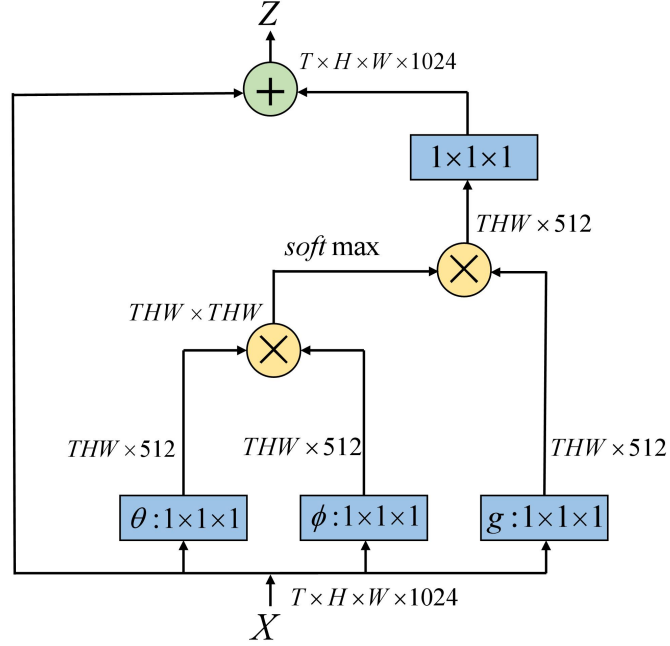 Z
T×H×W×1024
+
1×1×1
THW×512
soft max
×
THW×THW
×
THW×512
THW×512
THW×512
θ:1×1×1
ϕ:1×1×1
g:1×1×1
T×H×W×1024
X